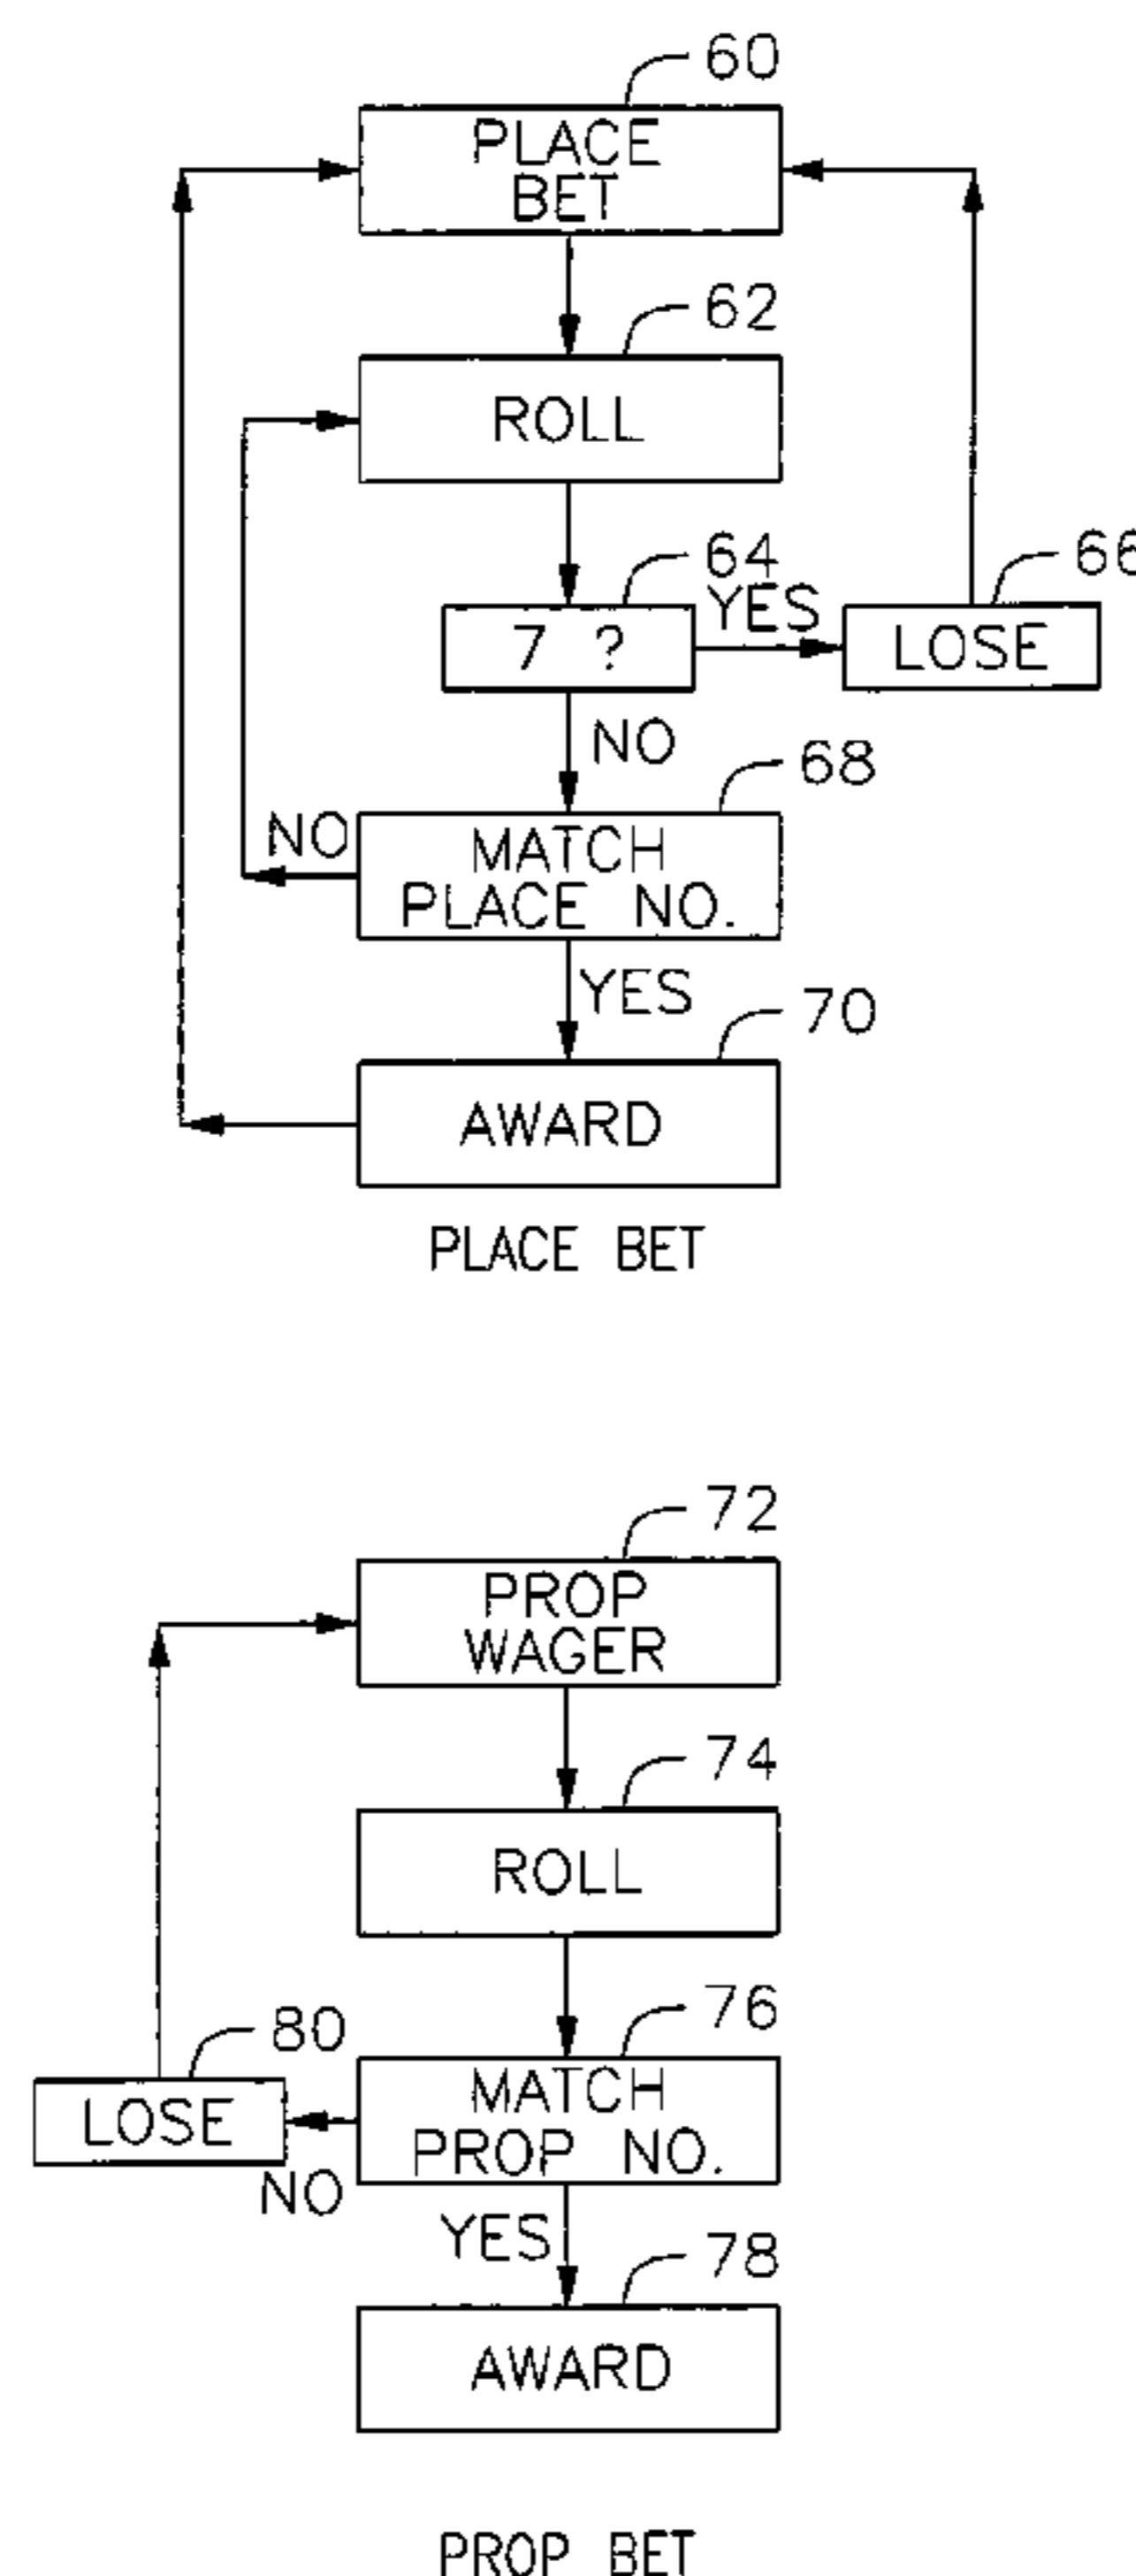 60
PLACE
BET
62
ROLL
64
YES
66
7 ?
LOSE
NO
68
NO
MATCH
PLACE NO.
YES
70
AWARD
PLACE BET
72
PROP
WAGER
74
ROLL
76
80
MATCH
LOSE
PROP NO.
NO
YES
78
AWARD
PROP BET